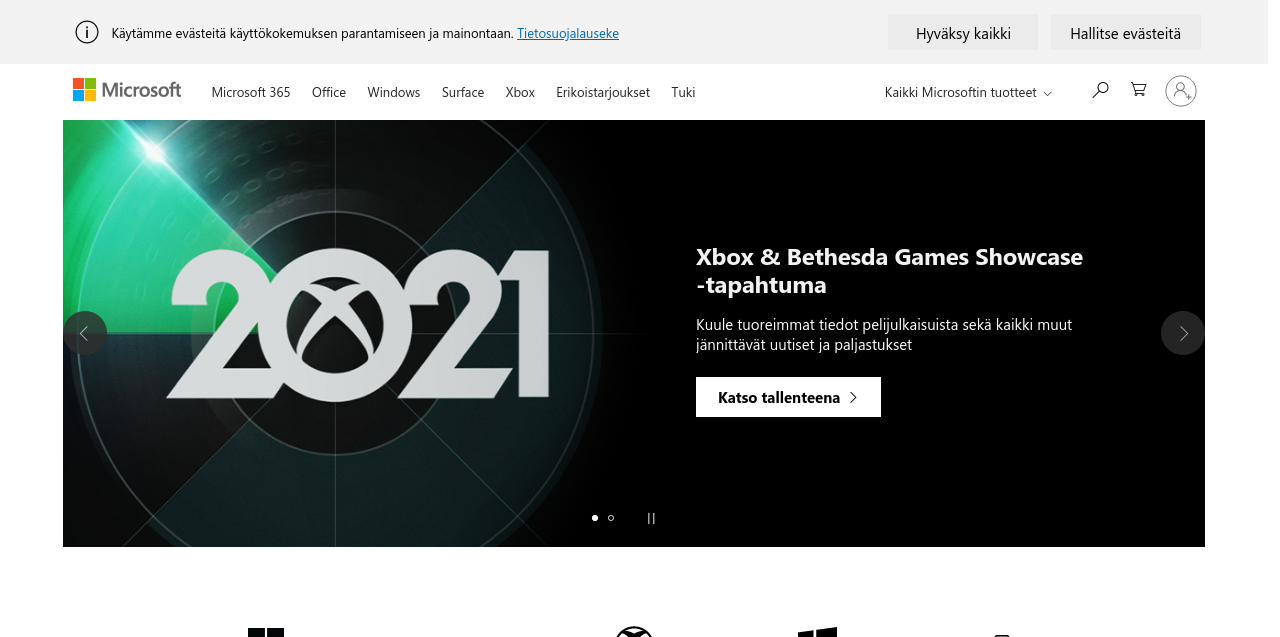 Käytämme evästeitä käyttökokemuksen parantamiseen ja mainontaan. Tietosuojalauseke
Hyväksy kaikki
Hallitse evästeitä
Microsoft
Microsoft 365
Office
Windows
Surface
Xbox
Erikoistarjoukset
Tuki
Kaikki Microsoftin tuotteet
2021
Xbox & Bethesda Games Showcase
-tapahtuma
Kuule tuoreimmat tiedot pelijulkaisuista sekä kaikki muut
jännittävät uutiset ja paljastukset
Katso tallenteena